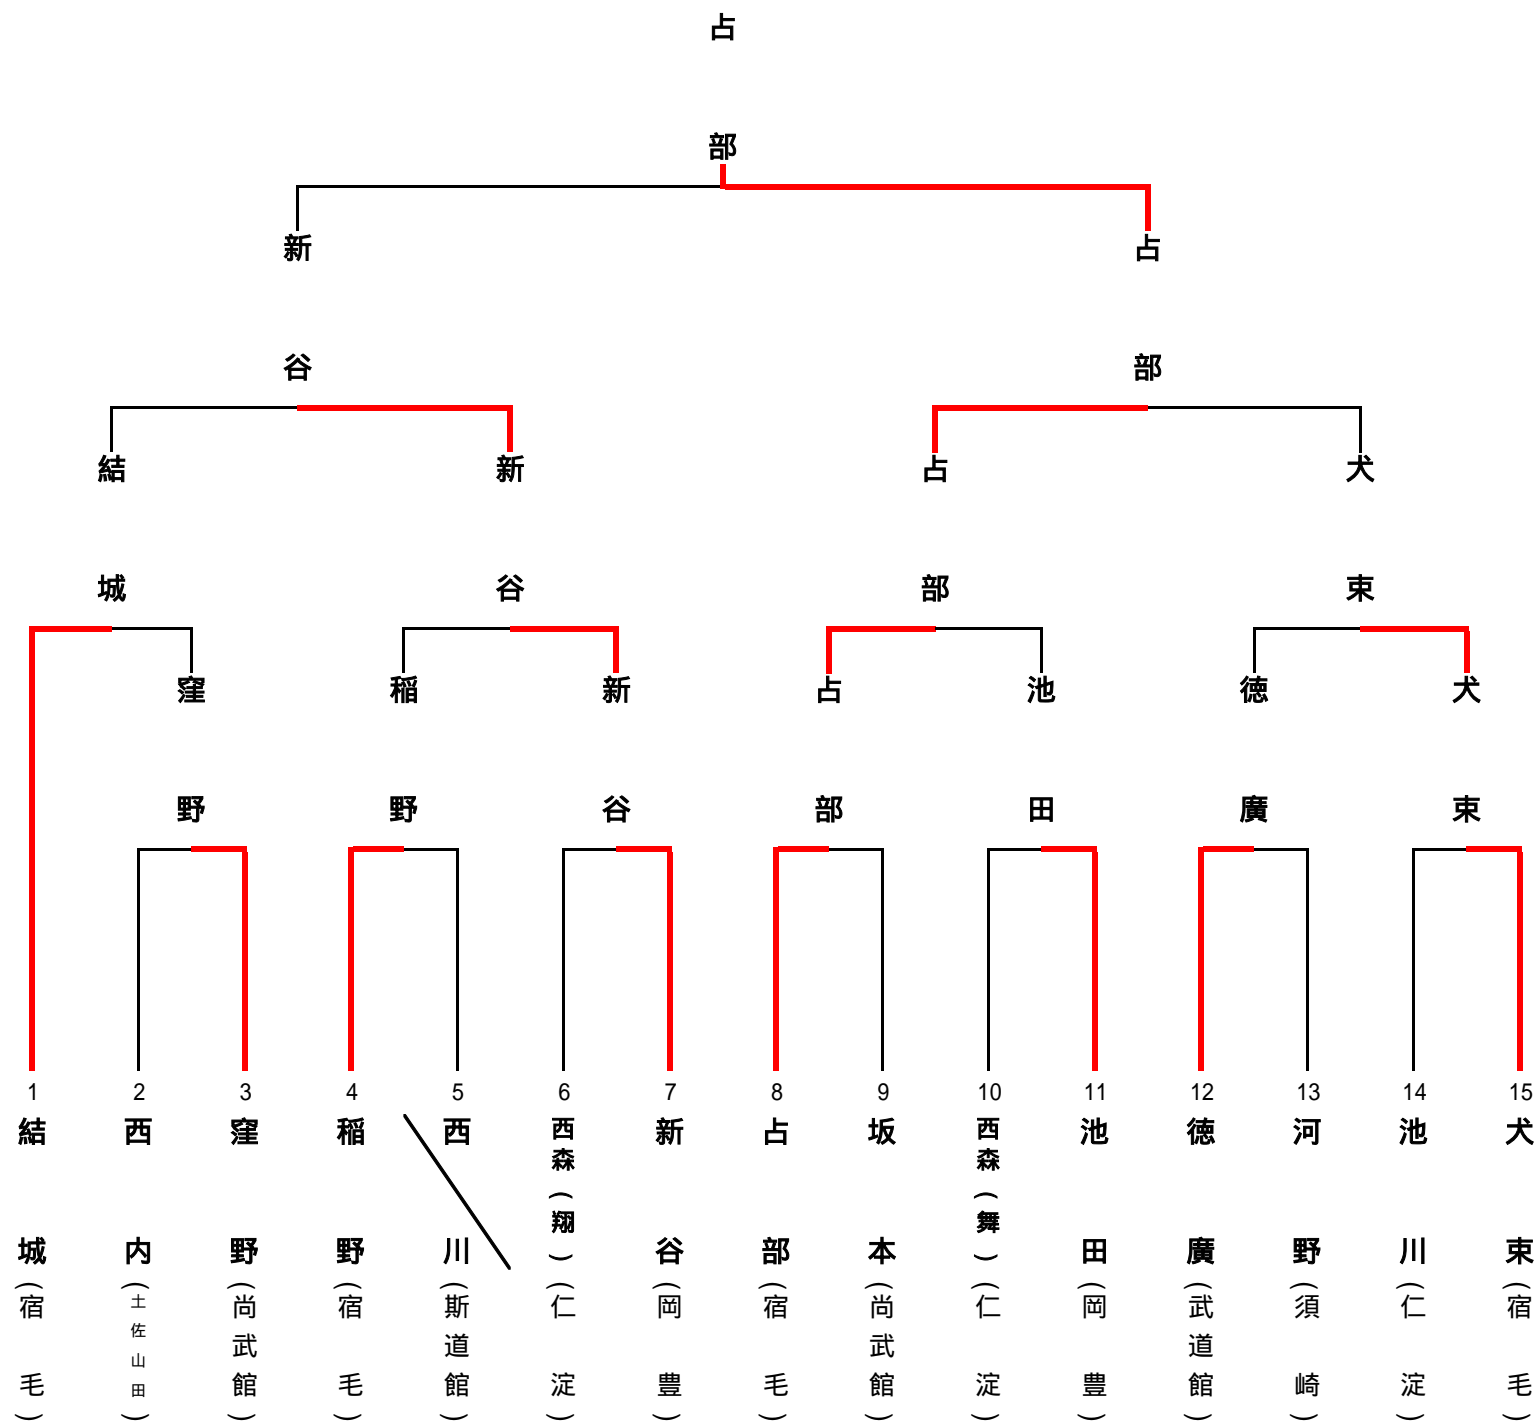 占部
新谷
占部
結城
新谷
占部
犬束
窪野
稲野
新谷
占部
池田
徳廣
犬束
1
2
3
4
5
6
7
8
9
10
11
12
13
14
15
結城(宿毛)
西内(土佐山田)
窪野(尚武館)
稲野(宿毛)
西川(斯道館)
西森(翔)(仁淀)
新谷(岡豊)
占部(宿毛)
坂本(尚武館)
西森(舞)(仁淀)
池田(岡豊)
徳廣(武道館)
河野(須崎)
池川(仁淀)
犬束(宿毛)